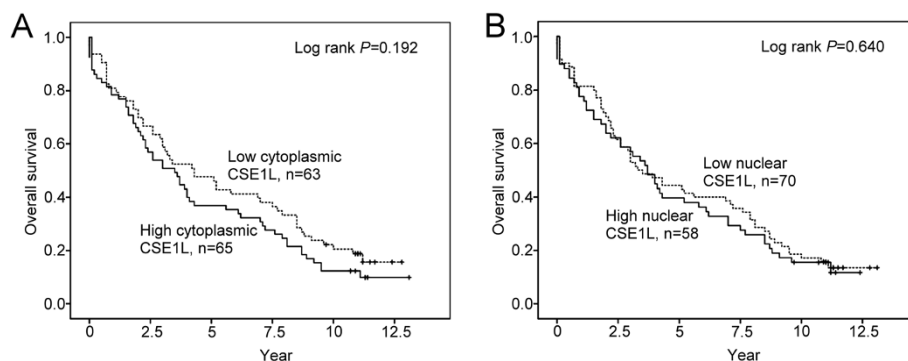 A
Log rank P=0.192
Overall survival
1.0
0.8
0.6
0.4
0.2
0.0
Low cytoplasmic
CSE1L, n=63
High cytoplasmic
CSE1L, n=65
0
2.5
5
7.5
10
12.5
Year
B
Log rank P=0.640
Overall survival
1.0
0.8
0.6
0.4
0.2
0.0
Low nuclear
CSE1L, n=70
High nuclear
CSE1L, n=58
0
2.5
5
7.5
10
12.5
Year